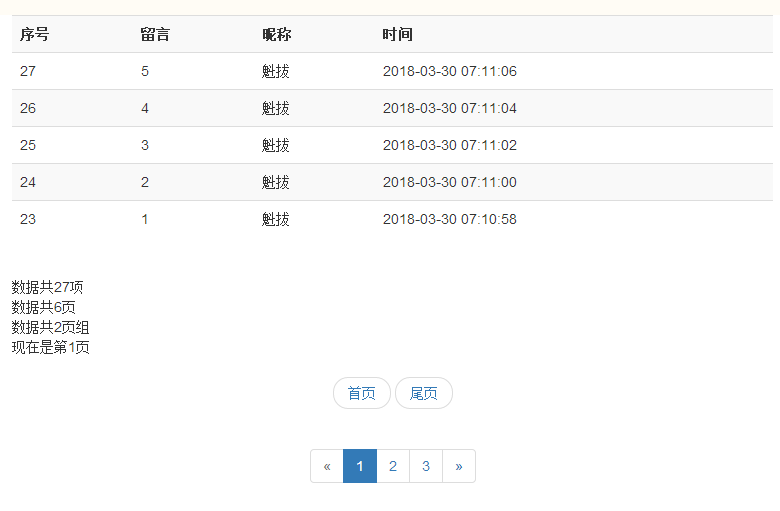 序号 留言 昵称 时间
27 5 魁拔 2018-03-30 07:11:06
26 4 魁拔 2018-03-30 07:11:04
25 3 魁拔 2018-03-30 07:11:02
24 2 魁拔 2018-03-30 07:11:00
23 1 魁拔 2018-03-30 07:10:58
数据共27项
数据共6页
数据共2页组
现在是第1页
首页 尾页
« 1 2 3 »